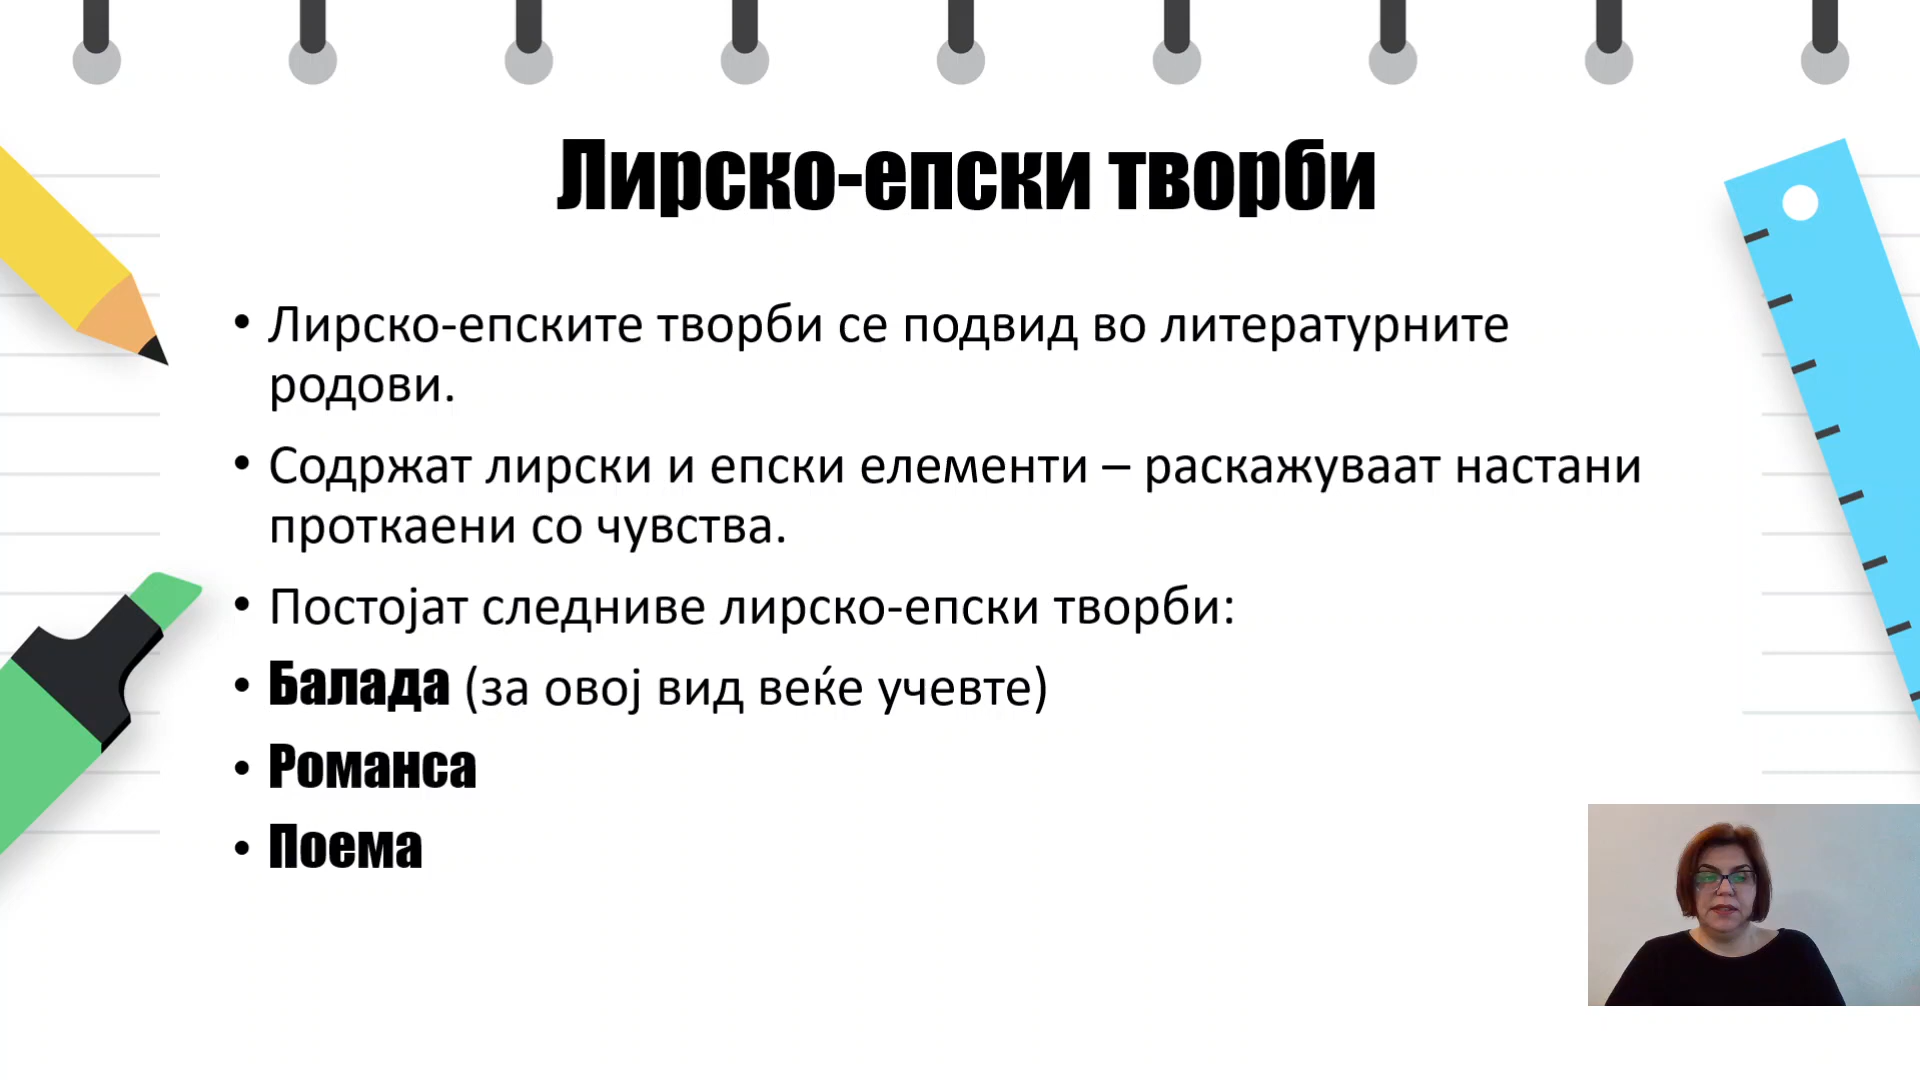 Лирско-епски творби
• Лирско-епските творби се подвид во литературните
родови.
• Содржат лирски и епски елементи – раскажуваат настани
проткаени со чувства.
• Постојат следниве лирско-епски творби:
• Балада (за овој вид веќе учевте)
• Романса
• Поема